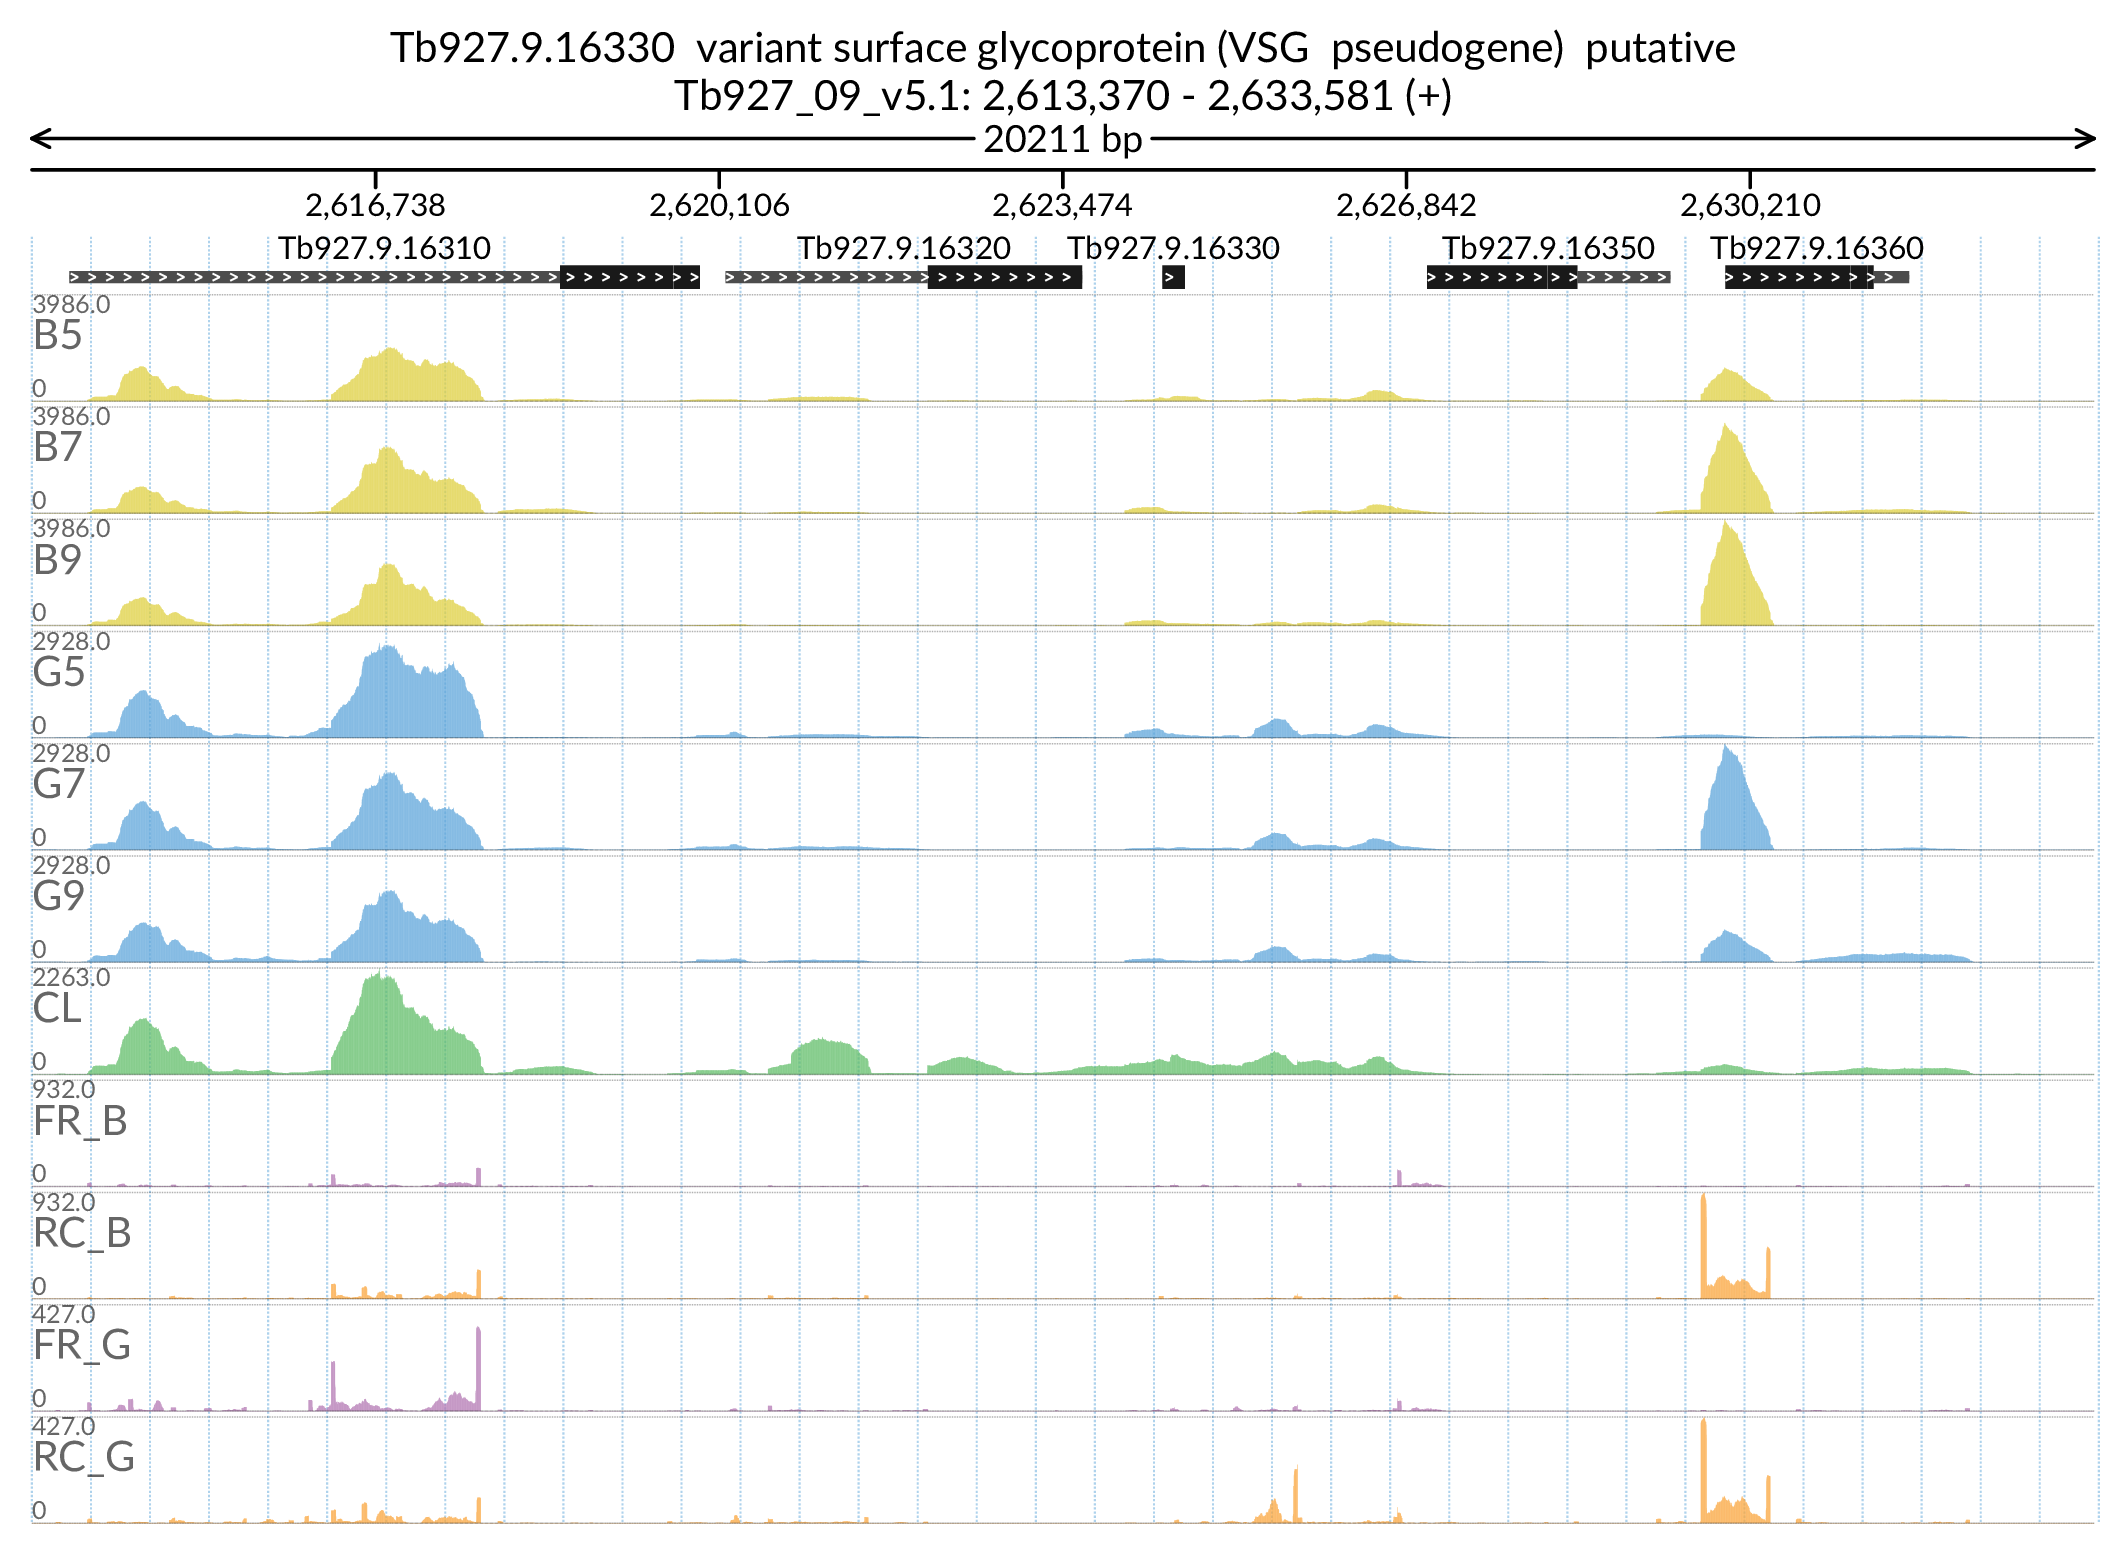 Tb927.9.16330 variant surface glycoprotein (VSG pseudogene) putative
Tb927_09_v5.1: 2,613,370 - 2,633,581 (+)
20211 bp
2,616,738 2,620,106 2,623,474 2,626,842 2,630,210
Tb927.9.16310 Tb927.9.16320 Tb927.9.16330 Tb927.9.16350 Tb927.9.16360
3986.0
B5
0
3986.0
B7
0
3986.0
B9
0
2928.0
G5
0
2928.0
G7
0
2928.0
G9
0
2263.0
CL
0
932.0
FR_B
0
932.0
RC_B
0
427.0
FR_G
0
427.0
RC_G
0